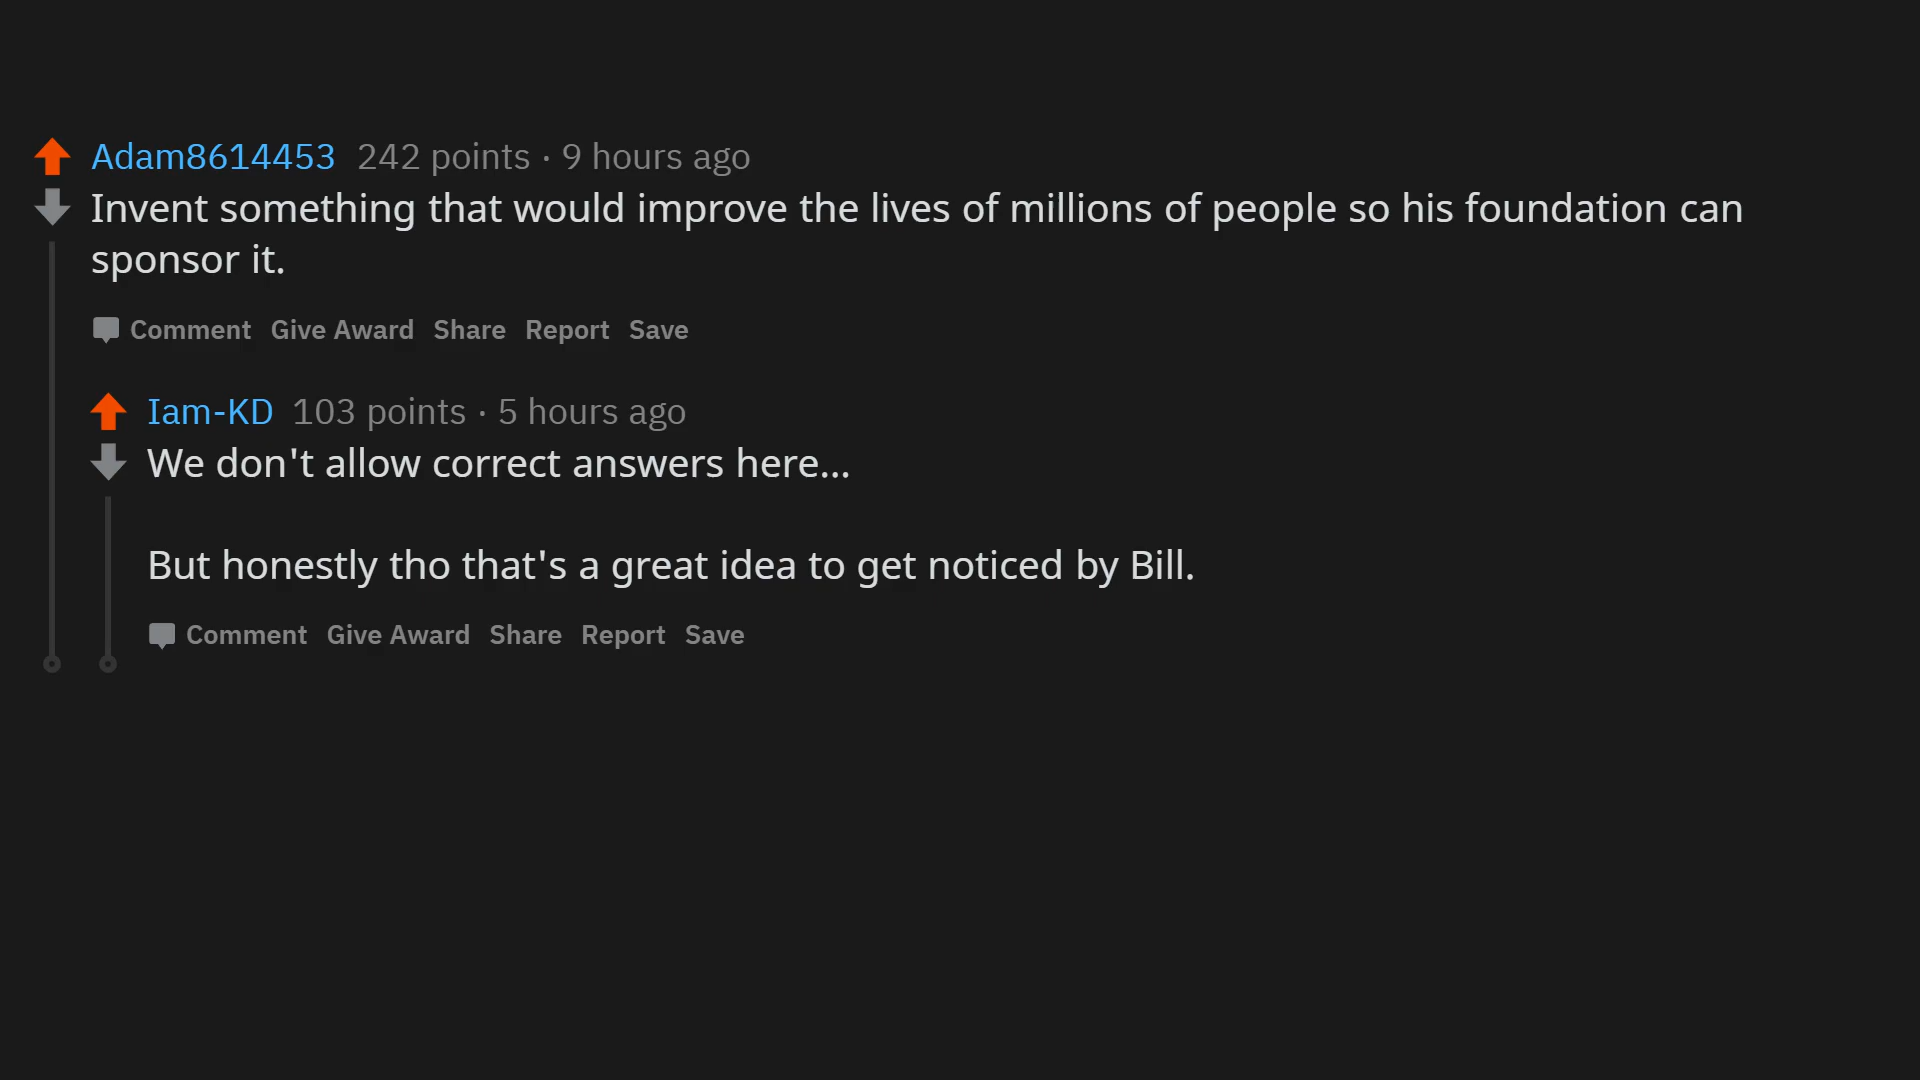 Adam8614453 242 points · 9 hours ago
Invent something that would improve the lives of millions of people so his foundation can
sponsor it.
Comment Give Award Share Report Save
Iam-KD 103 points · 5 hours ago
We don't allow correct answers here...
But honestly tho that's a great idea to get noticed by Bill.
Comment Give Award Share Report Save